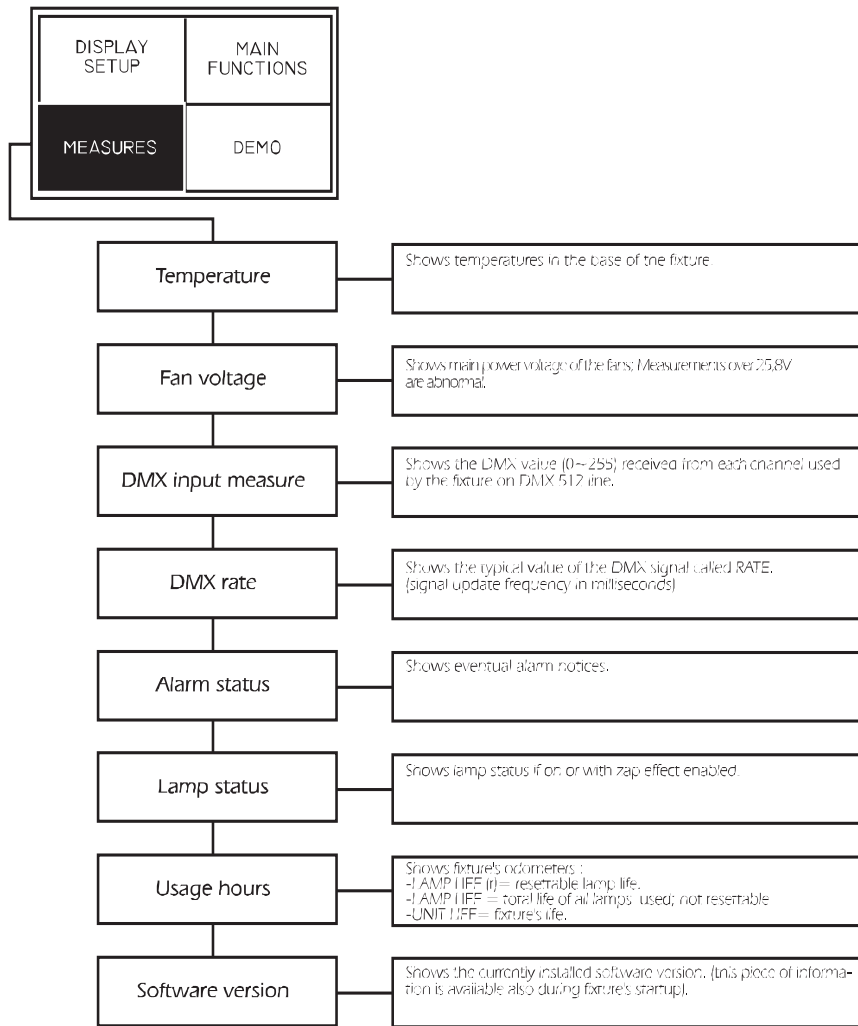 DISPLAY
SETUP
MAIN
FUNCTIONS
MEASURES
DEMO
Temperature
Shows temperatures in the base of the fixture.
Fan voltage
Shows main power voltage of the fans; Measurements over 25,8V
are abnormal.
DMX input measure
Shows the DMX value (0~255) received from each channel used
by the fixture on DMX 512 line.
DMX rate
Shows the typical value of the DMX signal called RATE.
(signal update frequency in milliseconds)
Alarm status
Shows eventual alarm notices.
Lamp status
Shows lamp status if on or with zap effect enabled.
Usage hours
Shows fixture's odometers :
-LAMP LIFE (r)= resettable lamp life.
-LAMP LIFE = total life of all lamps used; not resettable
-UNIT LIFE= fixture's life.
Software version
Shows the currently installed software version. (this piece of informa-
tion is available also during fixture's startup).